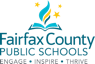 Fairfax County
PUBLIC SCHOOLS
ENGAGE • INSPIRE • THRIVE